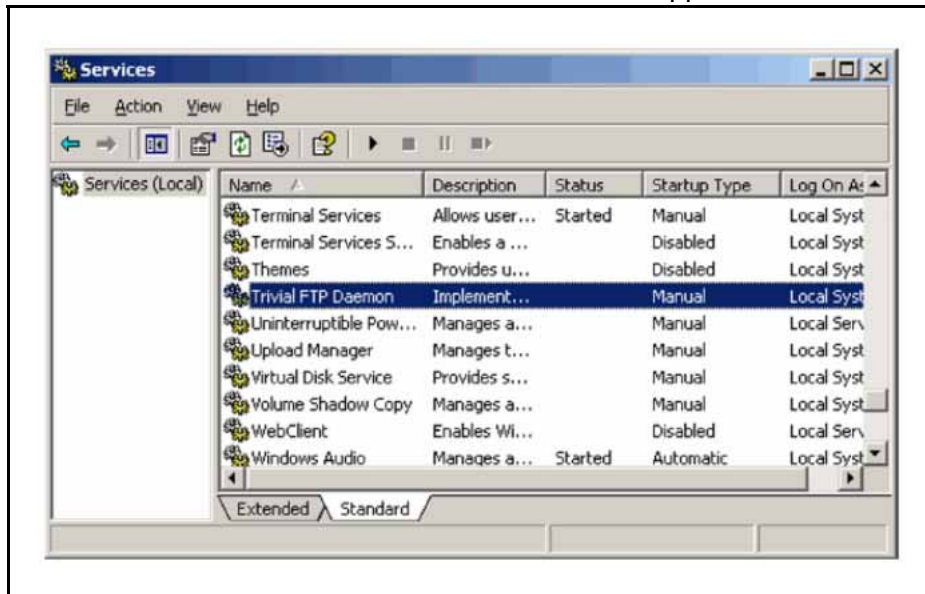 Services
File Action View Help
Services (Local)
Name Description Status Startup Type Log On As
Terminal Services Allows user... Started Manual Local Syst
Terminal Services S... Enables a ... Disabled Local Syst
Themes Provides u... Disabled Local Syst
Trivial FTP Daemon Implement... Manual Local Syst
Uninterruptible Pow... Manages a... Manual Local Serv
Upload Manager Manages t... Manual Local Syst
Virtual Disk Service Provides s... Manual Local Syst
Volume Shadow Copy Manages a... Manual Local Syst
WebClient Enables Wi... Disabled Local Serv
Windows Audio Manages a... Started Automatic Local Syst
Extended Standard